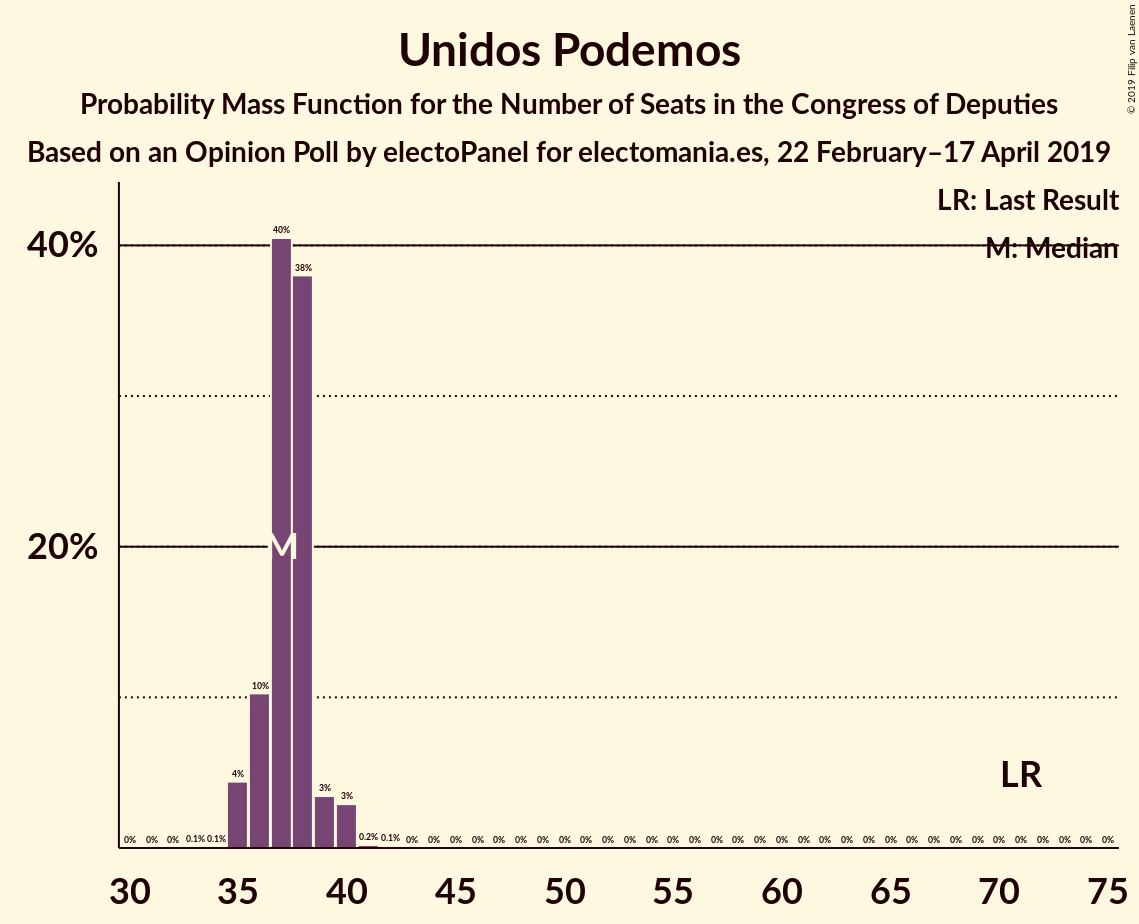 Unidos Podemos
Probability Mass Function for the Number of Seats in the Congress of Deputies
Based on an Opinion Poll by electoPanel for electomania.es, 22 February–17 April 2019
© 2019 Filip van Laenen
LR: Last Result
M: Median
40%
20%
40%
38%
10%
4%
3%
3%
0% 0% 0% 0.1% 0.1%
0.2% 0.1% 0% 0% 0% 0% 0% 0% 0% 0% 0% 0% 0% 0% 0% 0% 0% 0% 0% 0% 0% 0% 0% 0% 0% 0% 0% 0% 0% 0% 0% 0% 0% 0% 0%
M
LR
30 35 40 45 50 55 60 65 70 75